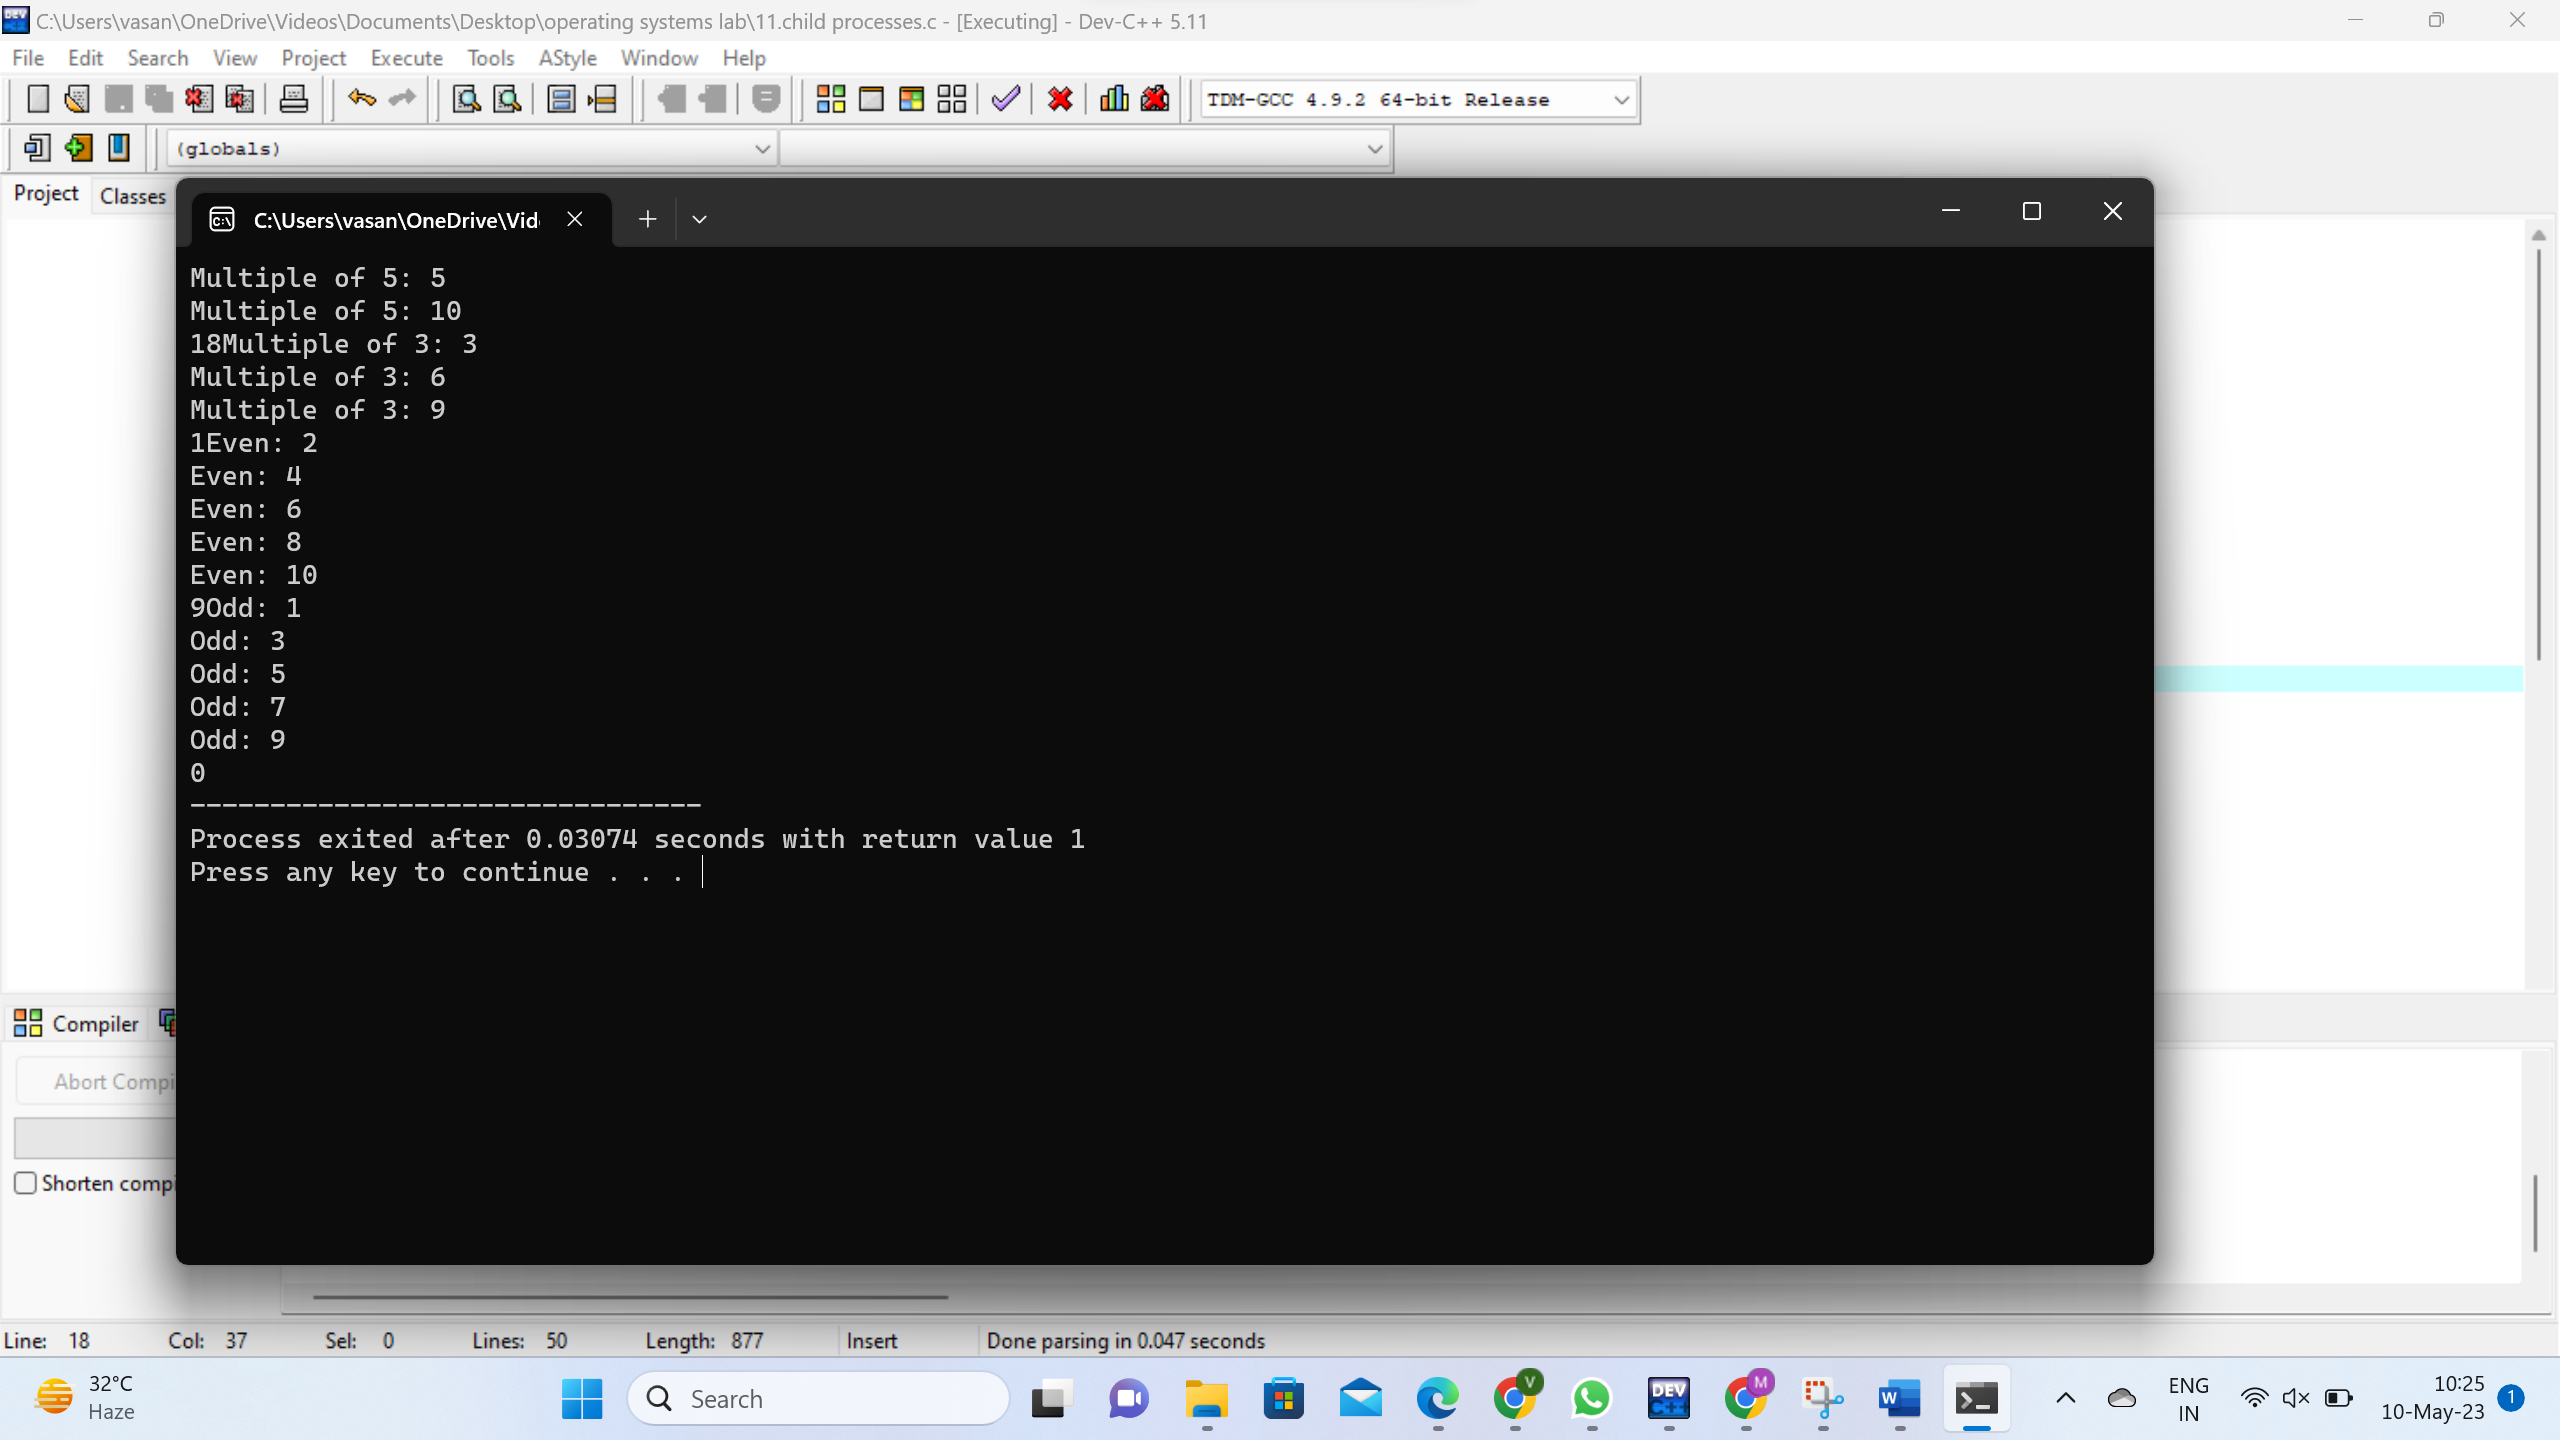 C:\Users\vasan\OneDrive\Videos\Documents\Desktop\operating systems lab\11.child processes.c - [Executing] - Dev-C++ 5.11
File Edit Search View Project Execute Tools AStyle Window Help
TDM-GCC 4.9.2 64-bit Release
(globals)
Project Classes
C:\Users\vasan\OneDrive\Vid
Multiple of 5: 5
Multiple of 5: 10
18Multiple of 3: 3
Multiple of 3: 6
Multiple of 3: 9
1Even: 2
Even: 4
Even: 6
Even: 8
Even: 10
9Odd: 1
Odd: 3
Odd: 5
Odd: 7
Odd: 9
0
--------------------------------
Process exited after 0.03074 seconds with return value 1
Press any key to continue . . .
Compiler
Abort Compi
Shorten compi
Line: 18 Col: 37 Sel: 0 Lines: 50 Length: 877 Insert Done parsing in 0.047 seconds
32°C
Haze
Search
V
DEV
C++
M
W
ENG
IN
10:25
10-May-23
1